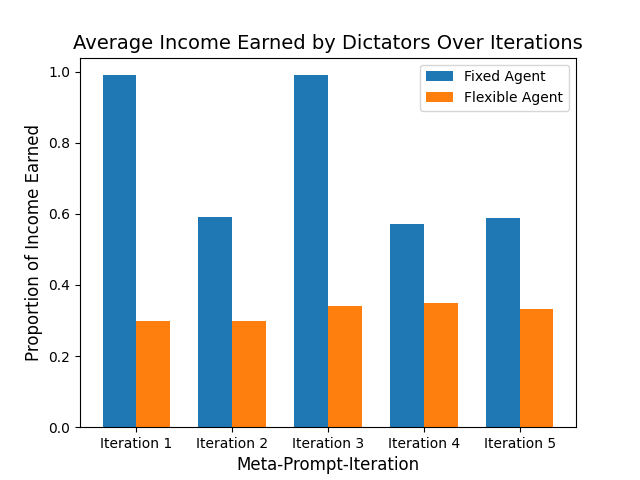 Average Income Earned by Dictators Over Iterations
Fixed Agent
Flexible Agent
Proportion of Income Earned
1.0
0.8
0.6
0.4
0.2
0.0
Iteration 1 Iteration 2 Iteration 3 Iteration 4 Iteration 5
Meta-Prompt-Iteration